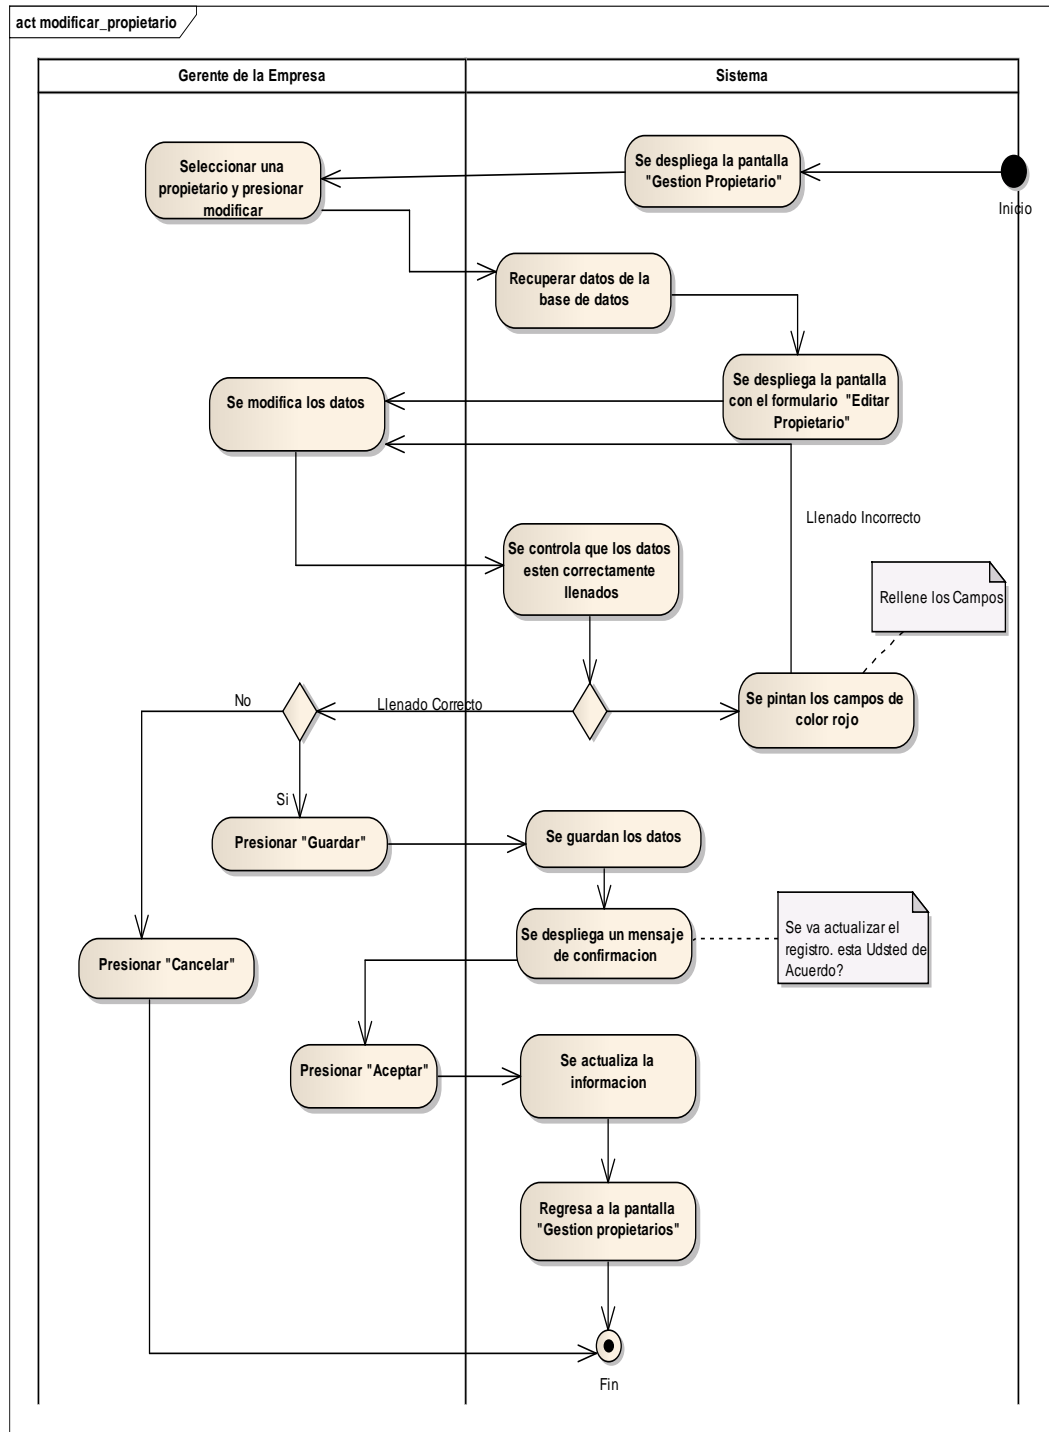 act modificar_propietario
Gerente de la Empresa
Sistema
Seleccionar una
propietario y presionar
modificar
Se despliega la pantalla
"Gestion Propietario"
Inicio
Recuperar datos de la
base de datos
Se despliega la pantalla
con el formulario "Editar
Propietario"
Se modifica los datos
Llenado Incorrecto
Se controla que los datos
esten correctamente
llenados
Rellene los Campos
No
Llenado Correcto
Se pintan los campos de
color rojo
Si
Presionar "Guardar"
Se guardan los datos
Se despliega un mensaje
de confirmacion
Se va actualizar el
registro. esta Udsted de
Acuerdo?
Presionar "Cancelar"
Presionar "Aceptar"
Se actualiza la
informacion
Regresa a la pantalla
"Gestion propietarios"
Fin